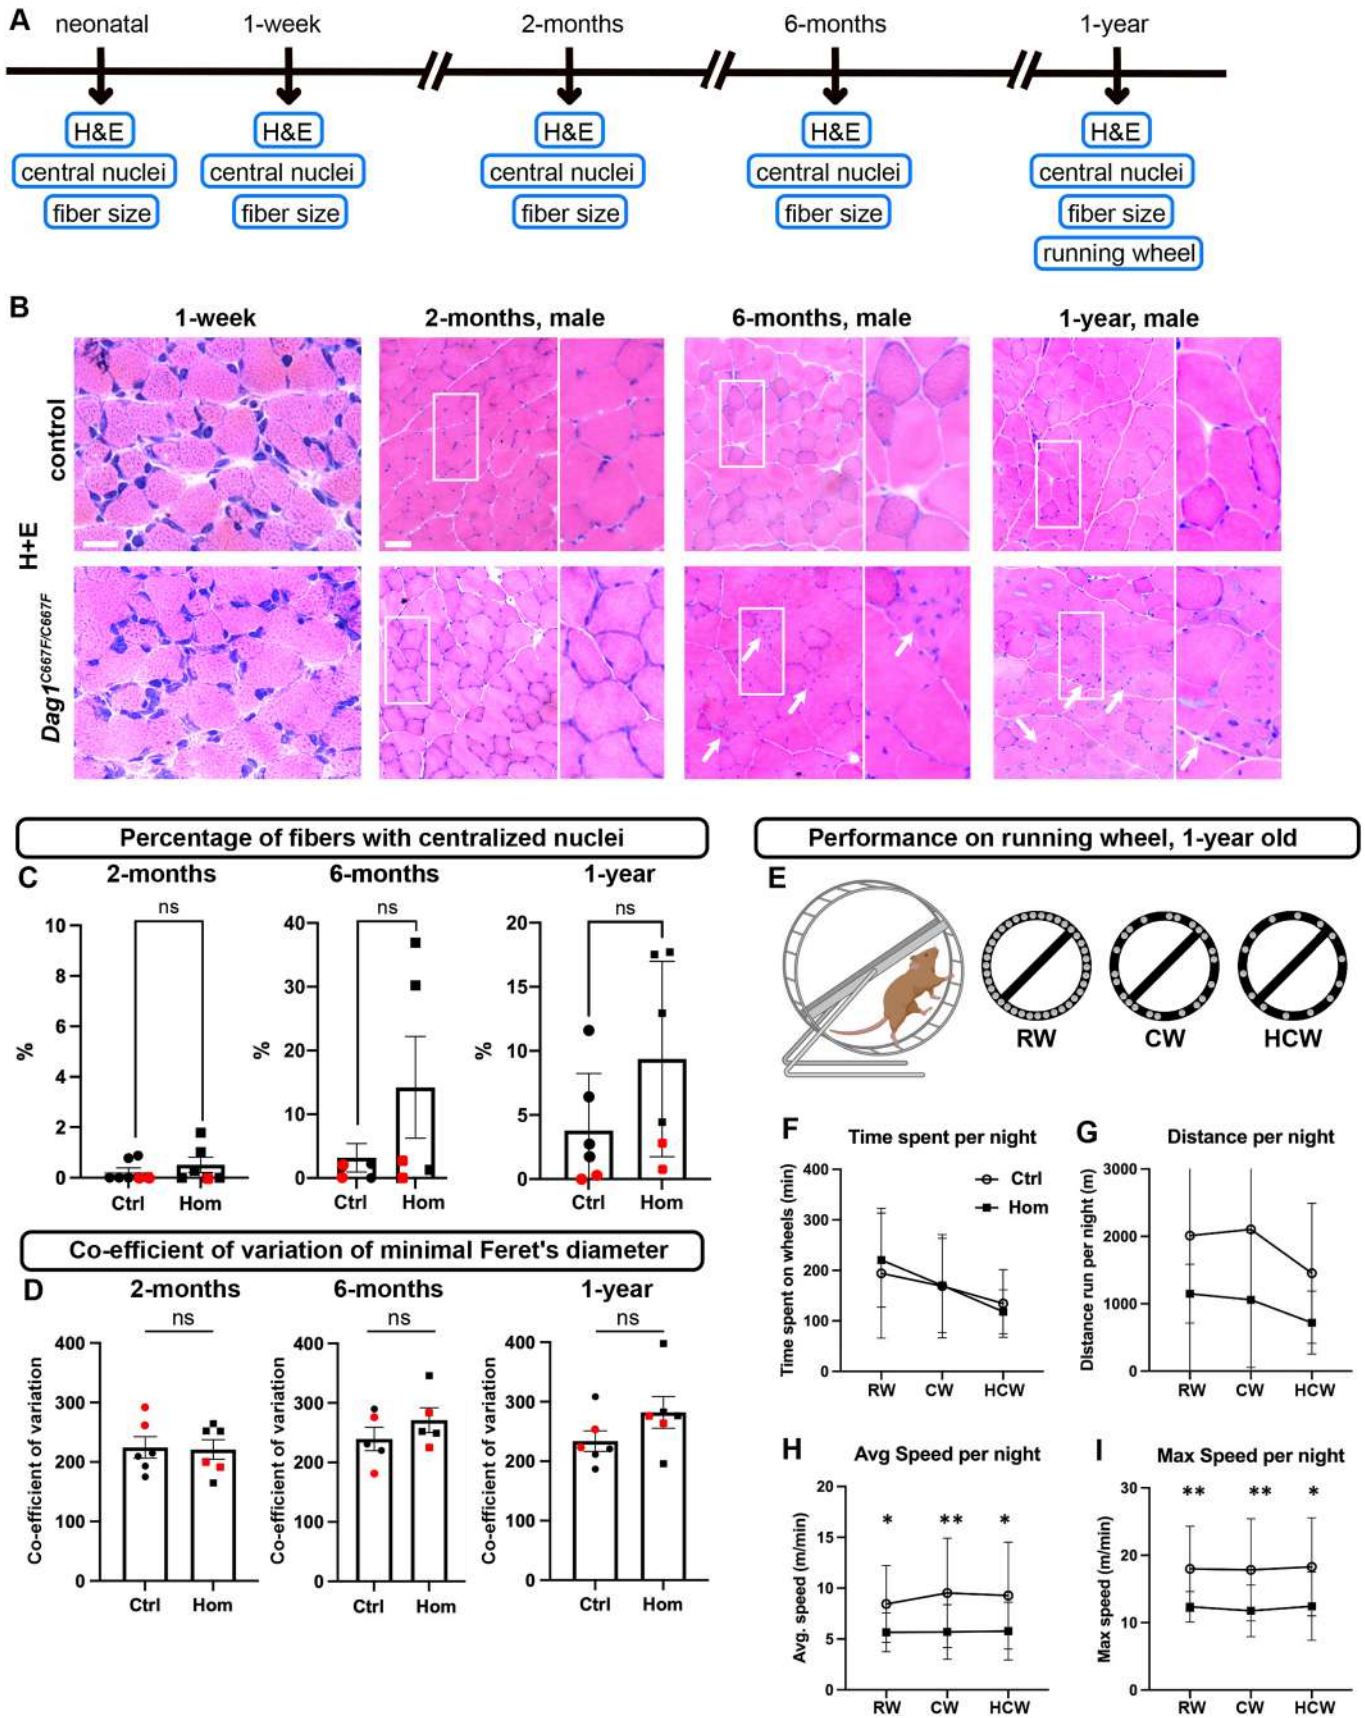 A
neonatal 1-week 2-months 6-months 1-year
H&E H&E H&E H&E H&E
central nuclei central nuclei central nuclei central nuclei central nuclei
fiber size fiber size fiber size fiber size fiber size
running wheel
B
1-week 2-months, male 6-months, male 1-year, male
control
H+E
Dag1C667F/C667F
Percentage of fibers with centralized nuclei
C
2-months 6-months 1-year
ns ns ns
%
10
8
6
4
2
0
Ctrl Hom
%
40
30
20
10
0
Ctrl Hom
%
20
15
10
5
0
Ctrl Hom
Co-efficient of variation of minimal Feret's diameter
D
2-months 6-months 1-year
ns ns ns
Co-efficient of variation
400
300
200
100
0
Ctrl Hom
Co-efficient of variation
400
300
200
100
0
Ctrl Hom
Co-efficient of variation
400
300
200
100
0
Ctrl Hom
Performance on running wheel, 1-year old
E
RW CW HCW
F Time spent per night
Time spent on wheels (min)
400
300
200
100
0
Ctrl
Hom
RW CW HCW
G Distance per night
Distance run per night (m)
3000
2000
1000
0
RW CW HCW
H Avg Speed per night
Avg. speed (m/min)
20
15
10
5
0
* ** *
RW CW HCW
I Max Speed per night
Max speed (m/min)
30
20
10
0
** ** *
RW CW HCW